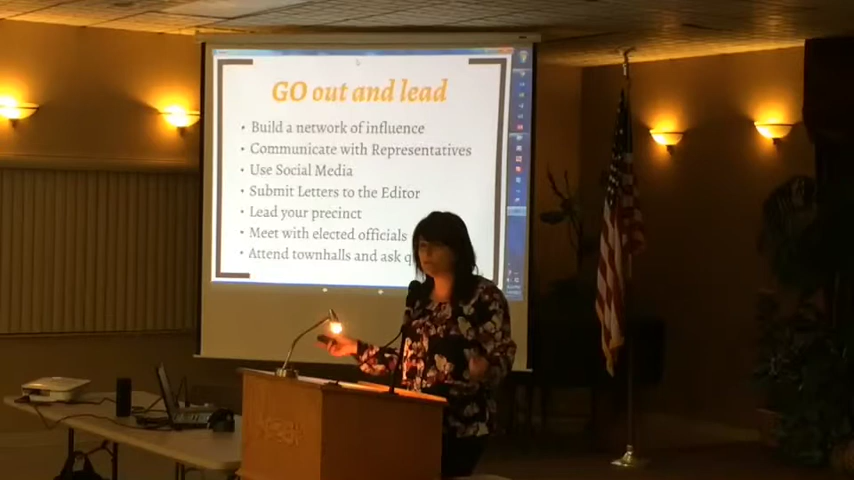 GO out and lead
• Build a network of influence
• Communicate with Representatives
• Use Social Media
• Submit Letters to the Editor
• Lead your precinct
• Meet with elected officials
• Attend townhalls and ask